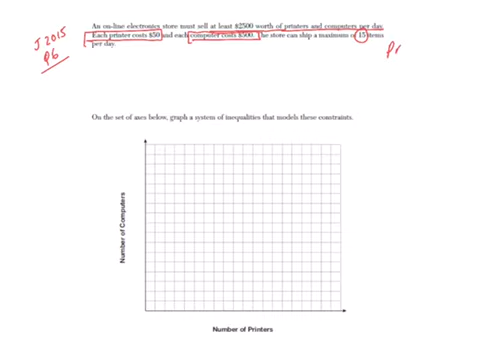 An on-line electronics store must sell at least $2500 worth of printers and computers per day.
Each printer costs $50 and each computer costs $500. The store can ship a maximum of 15 items
per day.
J 2015
Pr
On the set of axes below, graph a system of inequalities that models these constraints.
Number of Computers
Number of Printers